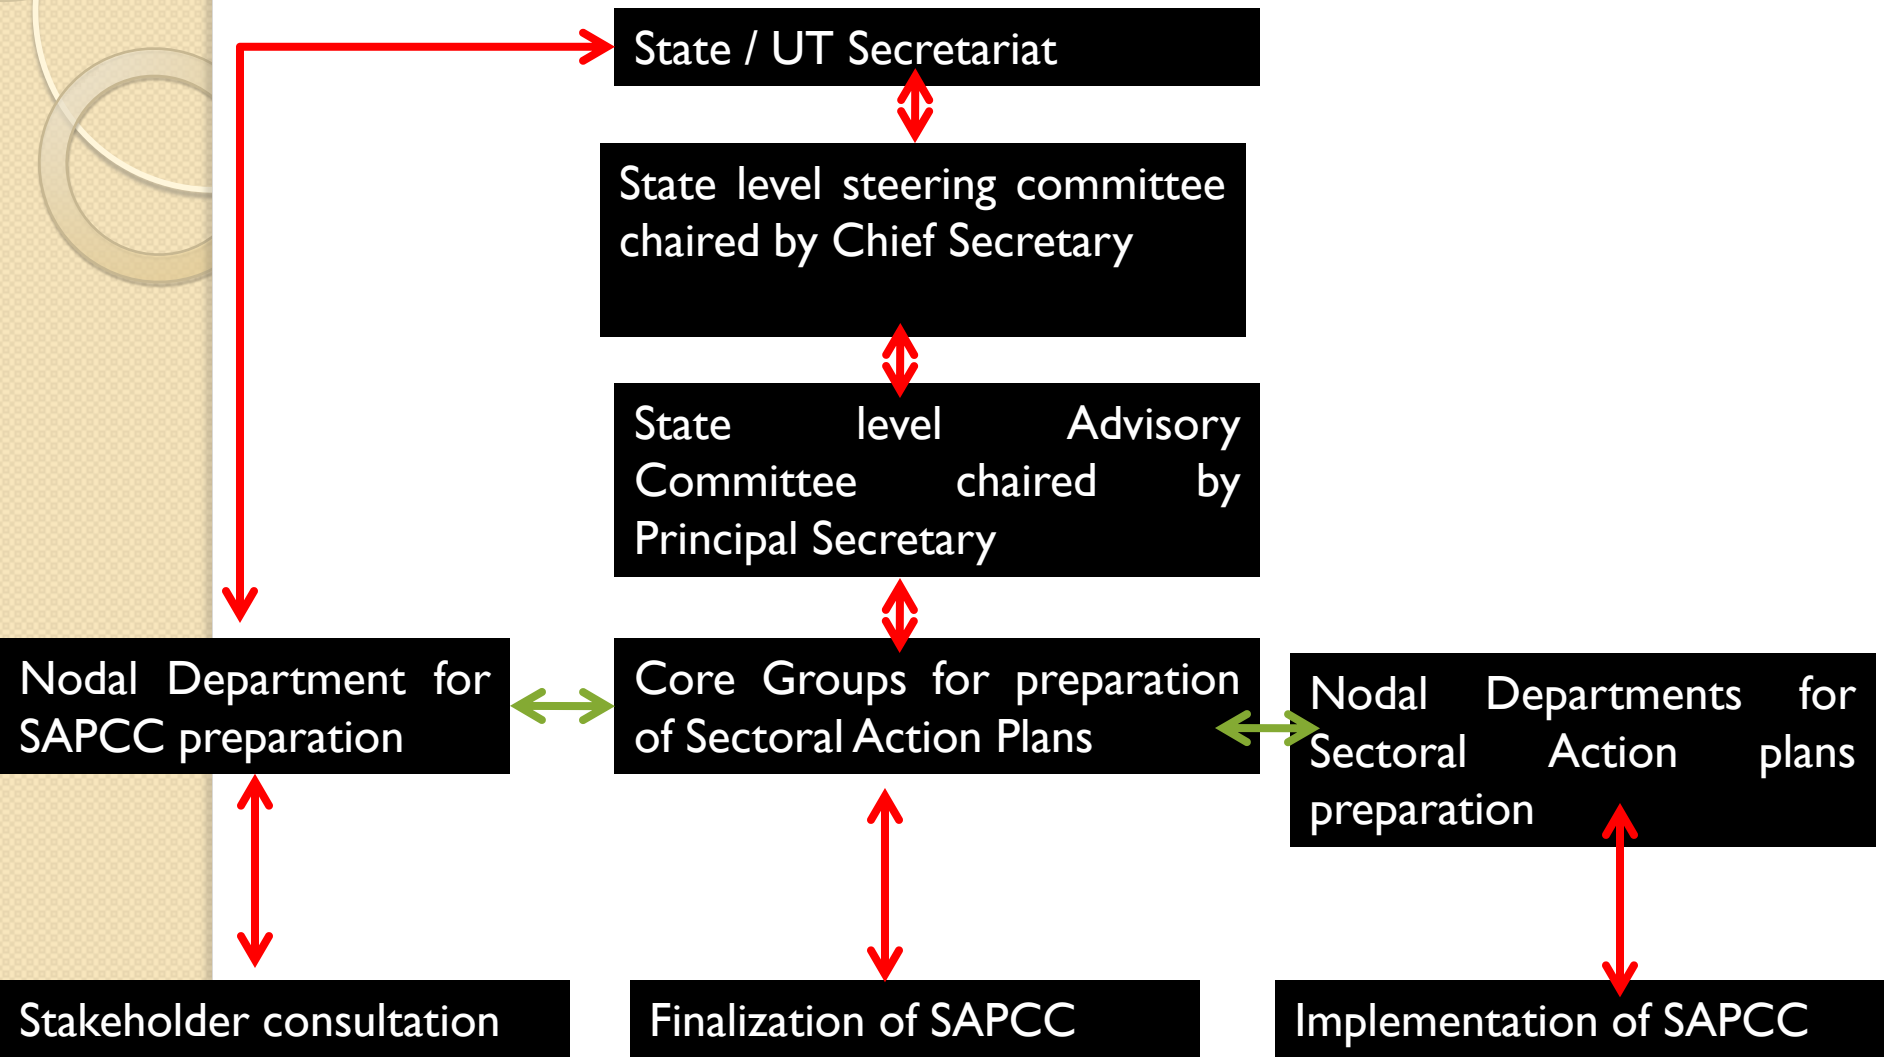 State / UT Secretariat
State level steering committee
chaired by Chief Secretary
State level Advisory
Committee chaired by
Principal Secretary
Nodal Department for
SAPCC preparation
Core Groups for preparation
of Sectoral Action Plans
Nodal Departments for
Sectoral Action plans
preparation
Stakeholder consultation
Finalization of SAPCC
Implementation of SAPCC